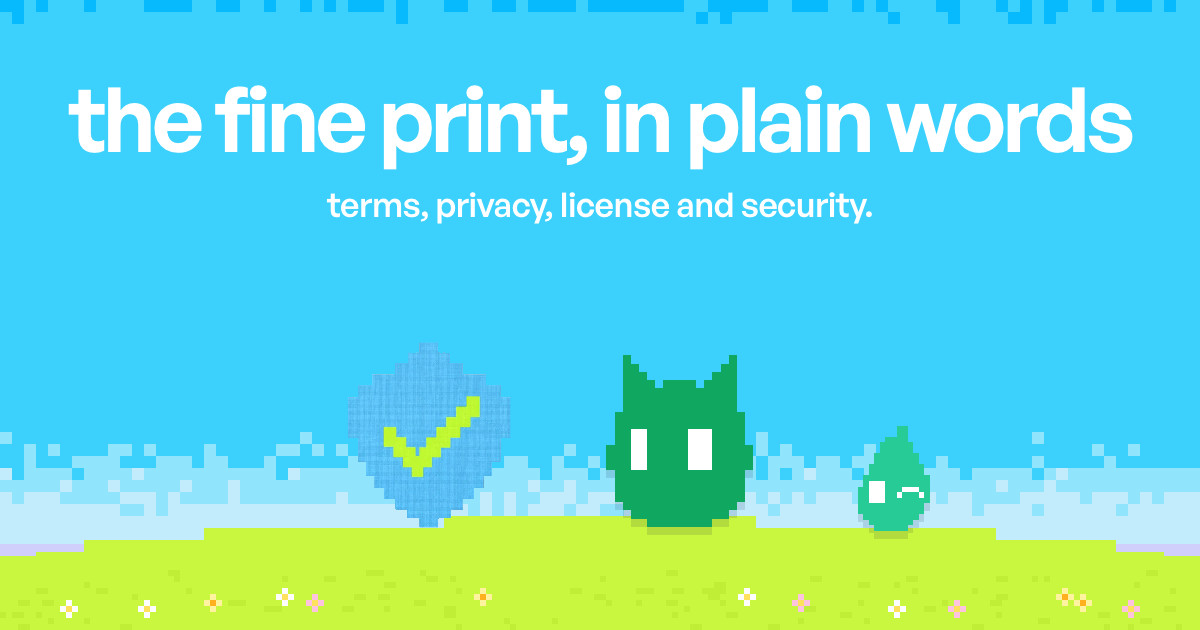 the fine print, in plain words
terms, privacy, license and security.